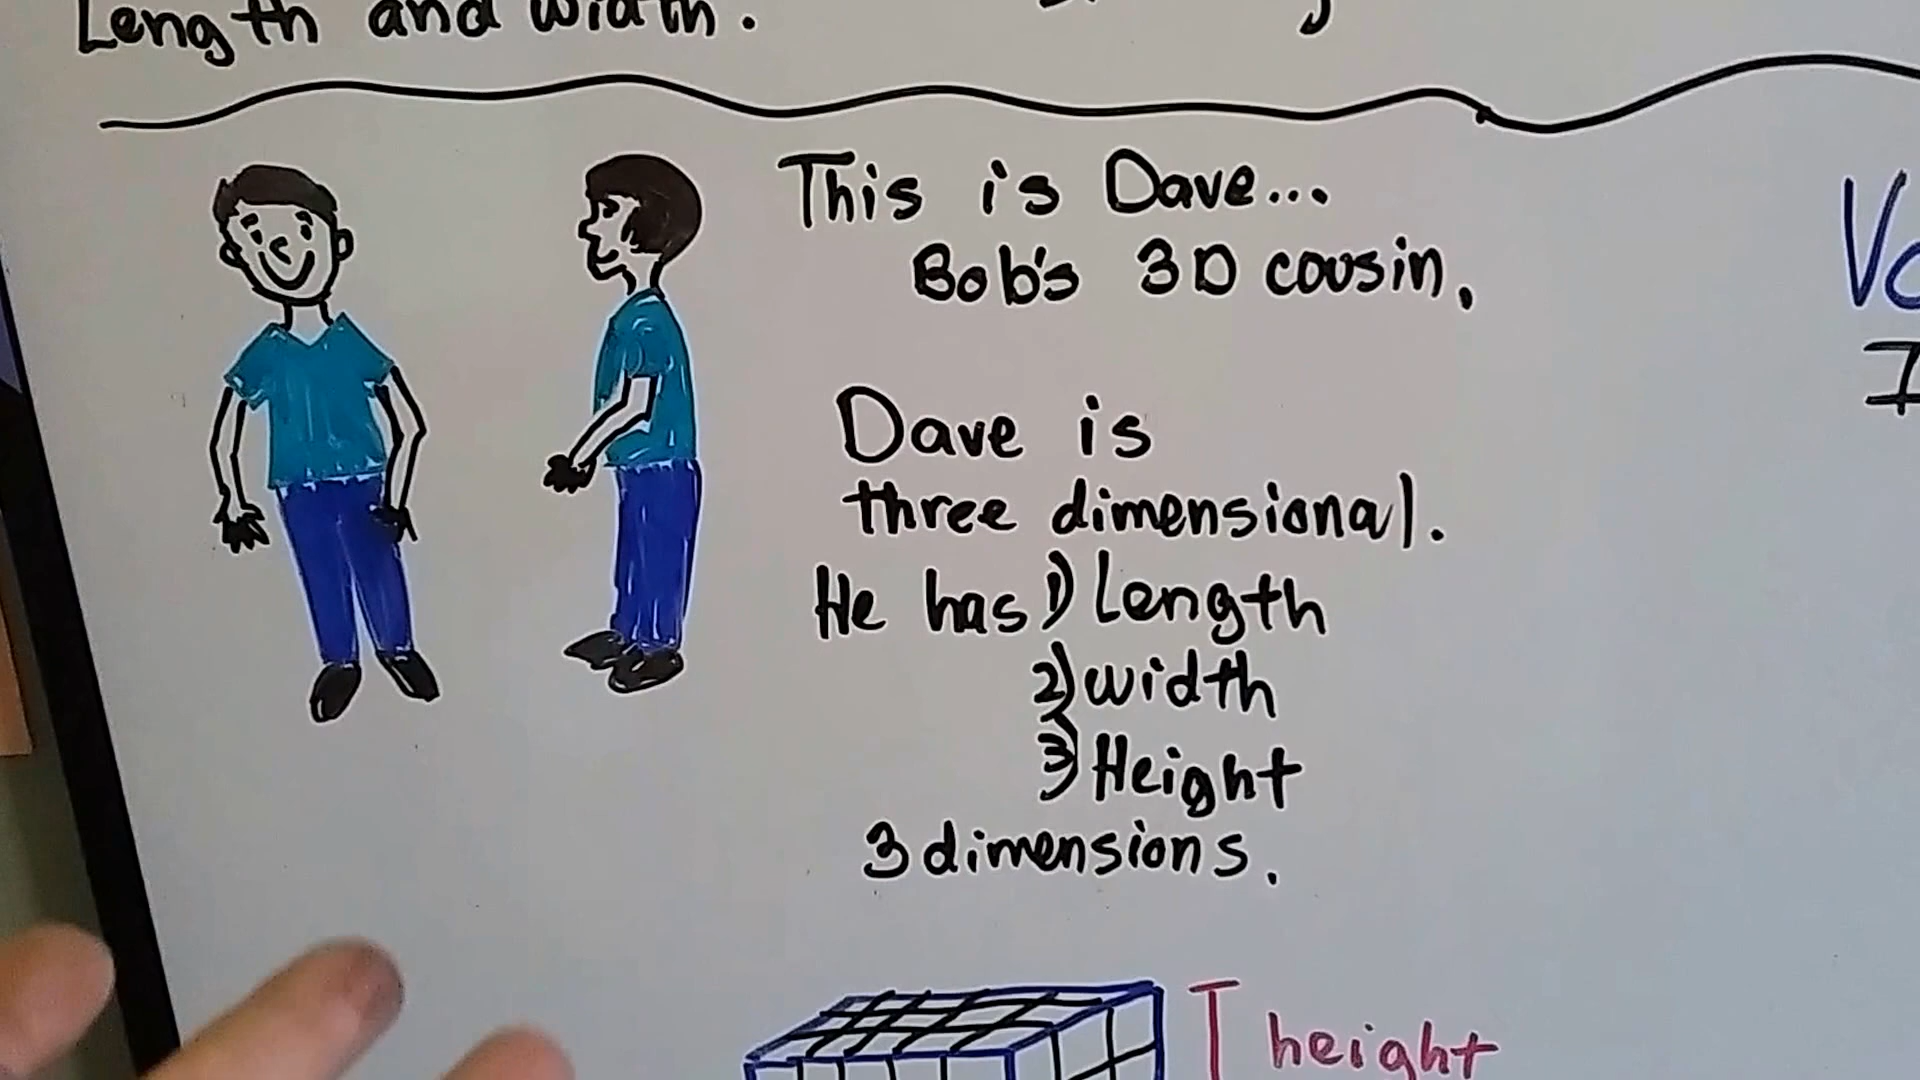 Length and width.
This is Dave...
Bob's 3D cousin.
Dave is
three dimensional.
He has 1) Length
2) width
3) Height
3 dimensions.
height